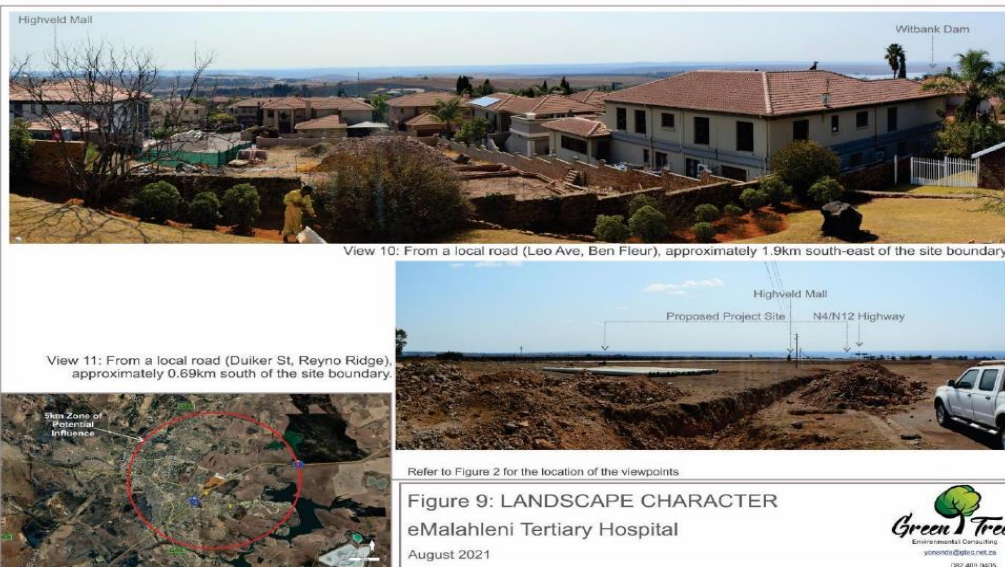 Highveld Mall
Witbank Dam
View 10: From a local road (Leo Ave, Ben Fleur), approximately 1.9km south-east of the site boundary
Highveld Mall
Proposed Project Site
N4/N12 Highway
View 11: From a local road (Duiker St, Reyno Ridge),
approximately 0.69km south of the site boundary.
5km Zone of
Potential
Influence
Refer to Figure 2 for the location of the viewpoints
Figure 9: LANDSCAPE CHARACTER
eMalahleni Tertiary Hospital
August 2021
Green Tree
Environmental Consulting
082 403 0405